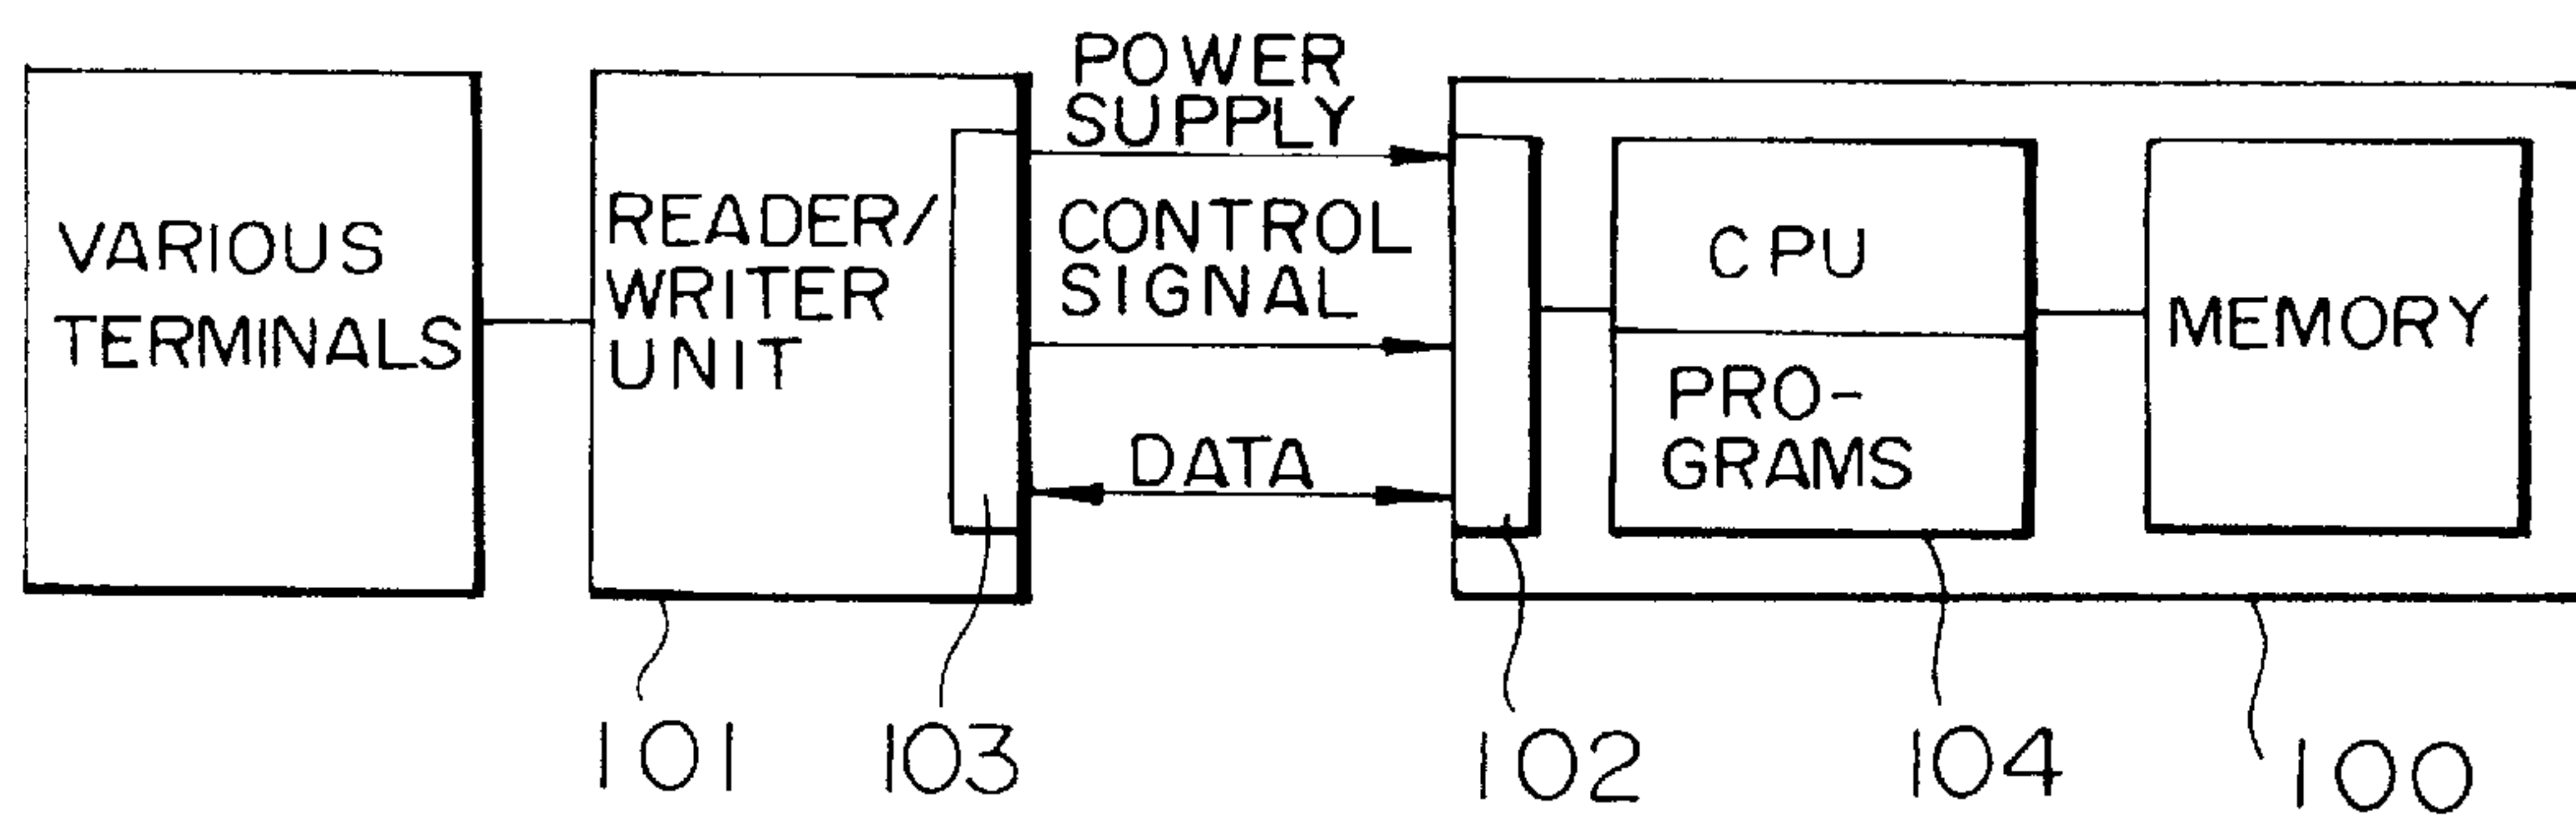 VARIOUS
TERMINALS
READER/
WRITER
UNIT
POWER
SUPPLY
CONTROL
SIGNAL
DATA
CPU
PRO-
GRAMS
MEMORY
101
103
102
104
100